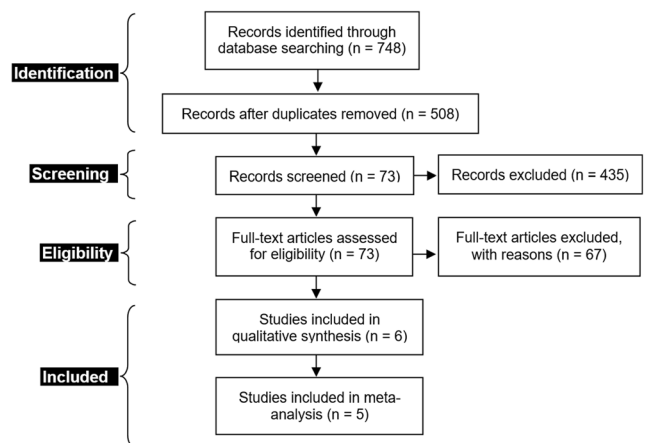 Records identified through
database searching (n = 748)
Identification
Records after duplicates removed (n = 508)
Screening
Records screened (n = 73)
Records excluded (n = 435)
Eligibility
Full-text articles assessed
for eligibility (n = 73)
Full-text articles excluded,
with reasons (n = 67)
Studies included in
qualitative synthesis (n = 6)
Included
Studies included in meta-
analysis (n = 5)